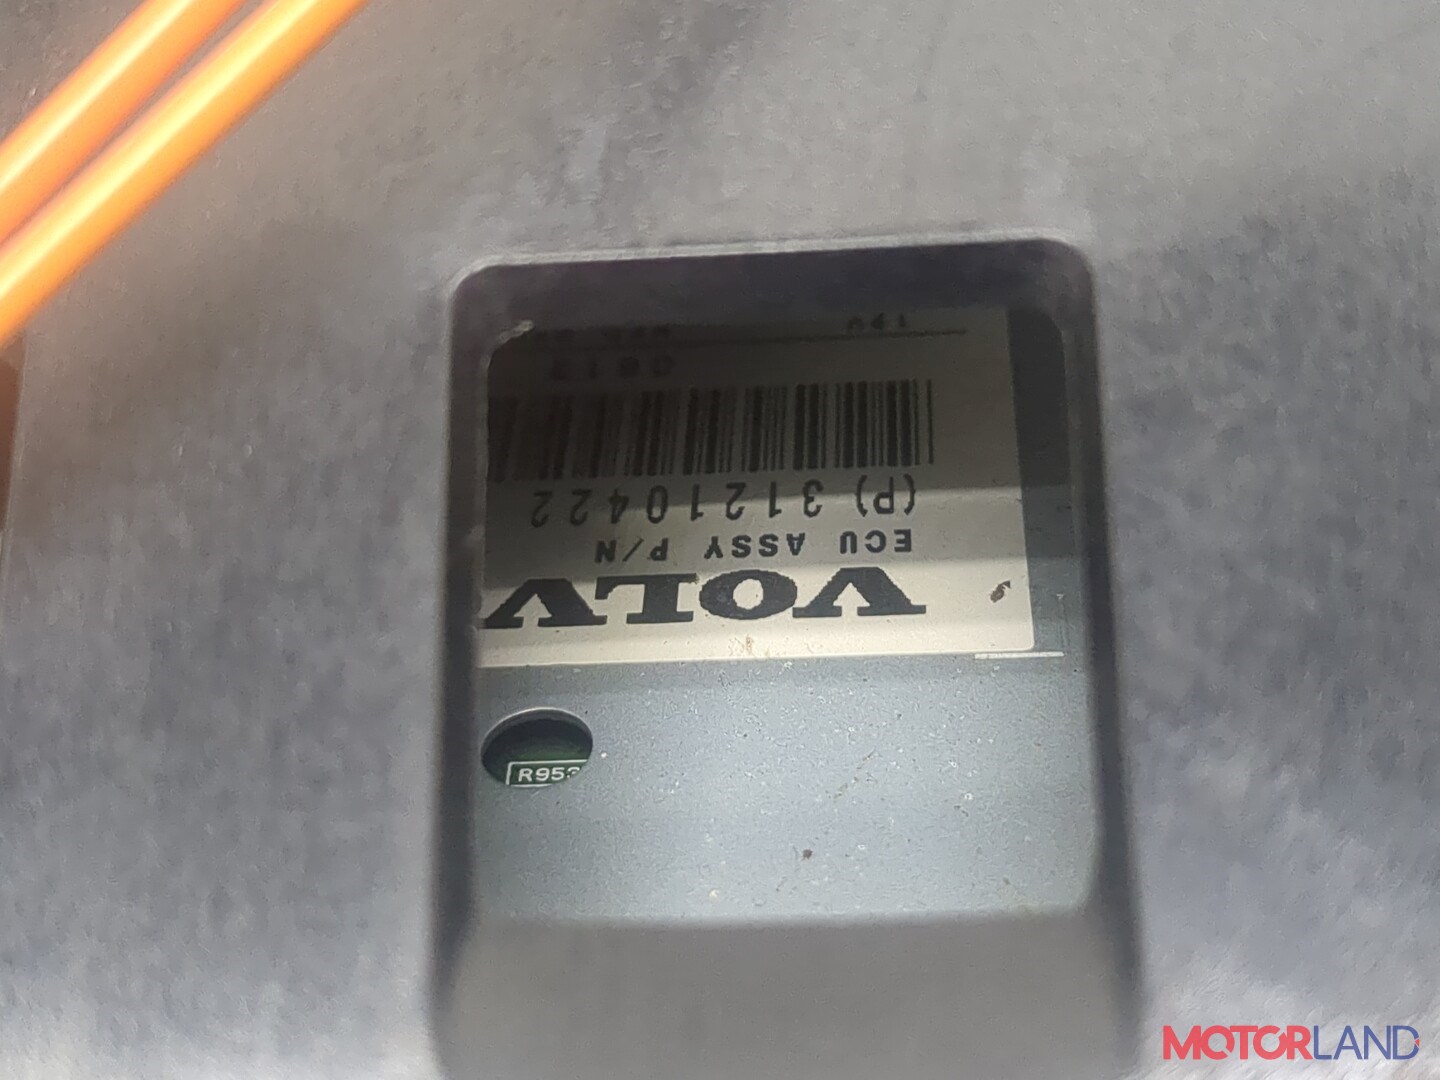 VOLV
ECU ASSY P/N
(P) 31210422
R953
MOTORLAND